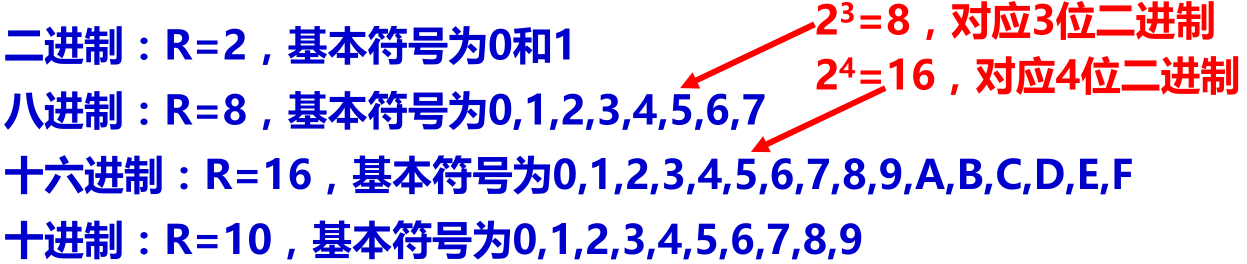 2³=8，对应3位二进制
二进制：R=2，基本符号为0和1
2⁴=16，对应4位二进制
八进制：R=8，基本符号为0,1,2,3,4,5,6,7
十六进制：R=16，基本符号为0,1,2,3,4,5,6,7,8,9,A,B,C,D,E,F
十进制：R=10，基本符号为0,1,2,3,4,5,6,7,8,9